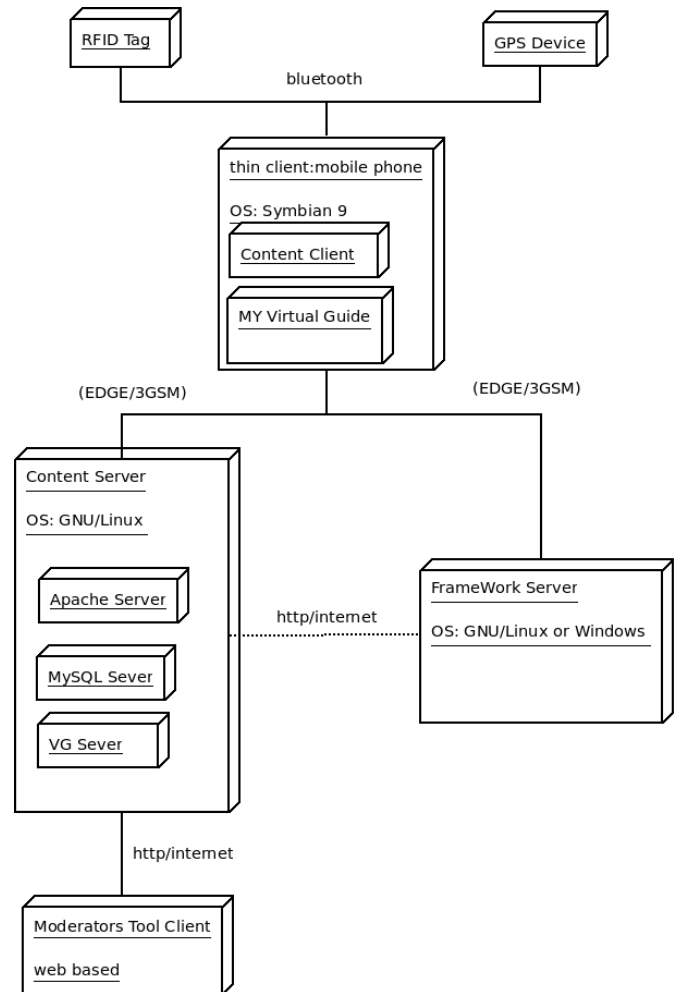 RFID Tag
GPS Device
bluetooth
thin client:mobile phone
OS: Symbian 9
Content Client
MY Virtual Guide
(EDGE/3GSM)
(EDGE/3GSM)
Content Server
OS: GNU/Linux
Apache Server
MySQL Sever
VG Sever
http/internet
FrameWork Server
OS: GNU/Linux or Windows
http/internet
Moderators Tool Client
web based